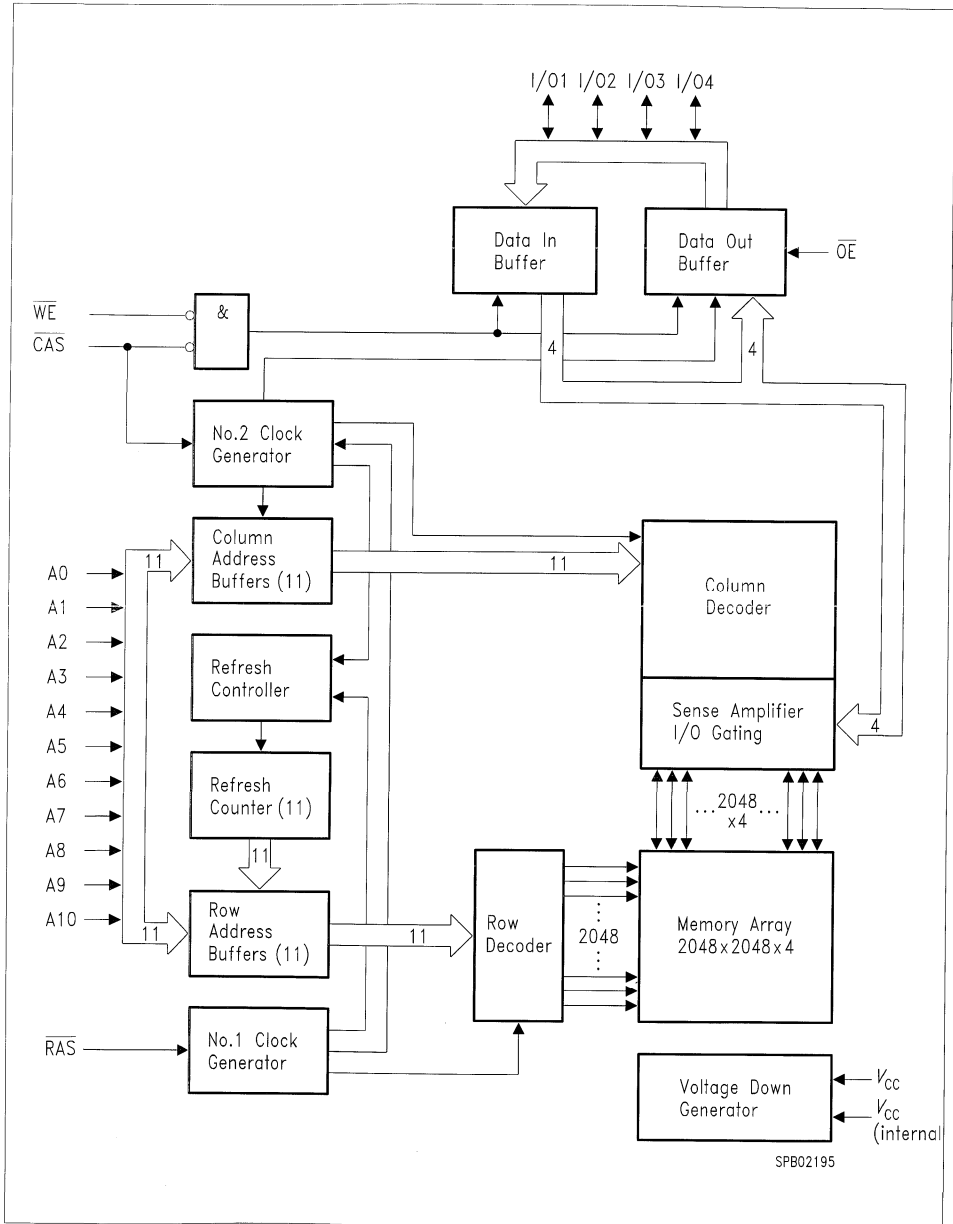 I/O1 I/O2 I/O3 I/O4
Data In
Buffer
Data Out
Buffer
OE
WE
&
CAS
4
4
No.2 Clock
Generator
Column
Address
Buffers (11)
11
11
Column
Decoder
A0
A1
A2
A3
A4
A5
A6
A7
A8
A9
A10
Refresh
Controller
Sense Amplifier
I/O Gating
4
Refresh
Counter (11)
...2048...
x4
11
Row
Address
Buffers (11)
11
11
Row
Decoder
2048
Memory Array
2048x2048x4
RAS
No.1 Clock
Generator
Voltage Down
Generator
VCC
VCC
(internal
SPB02195